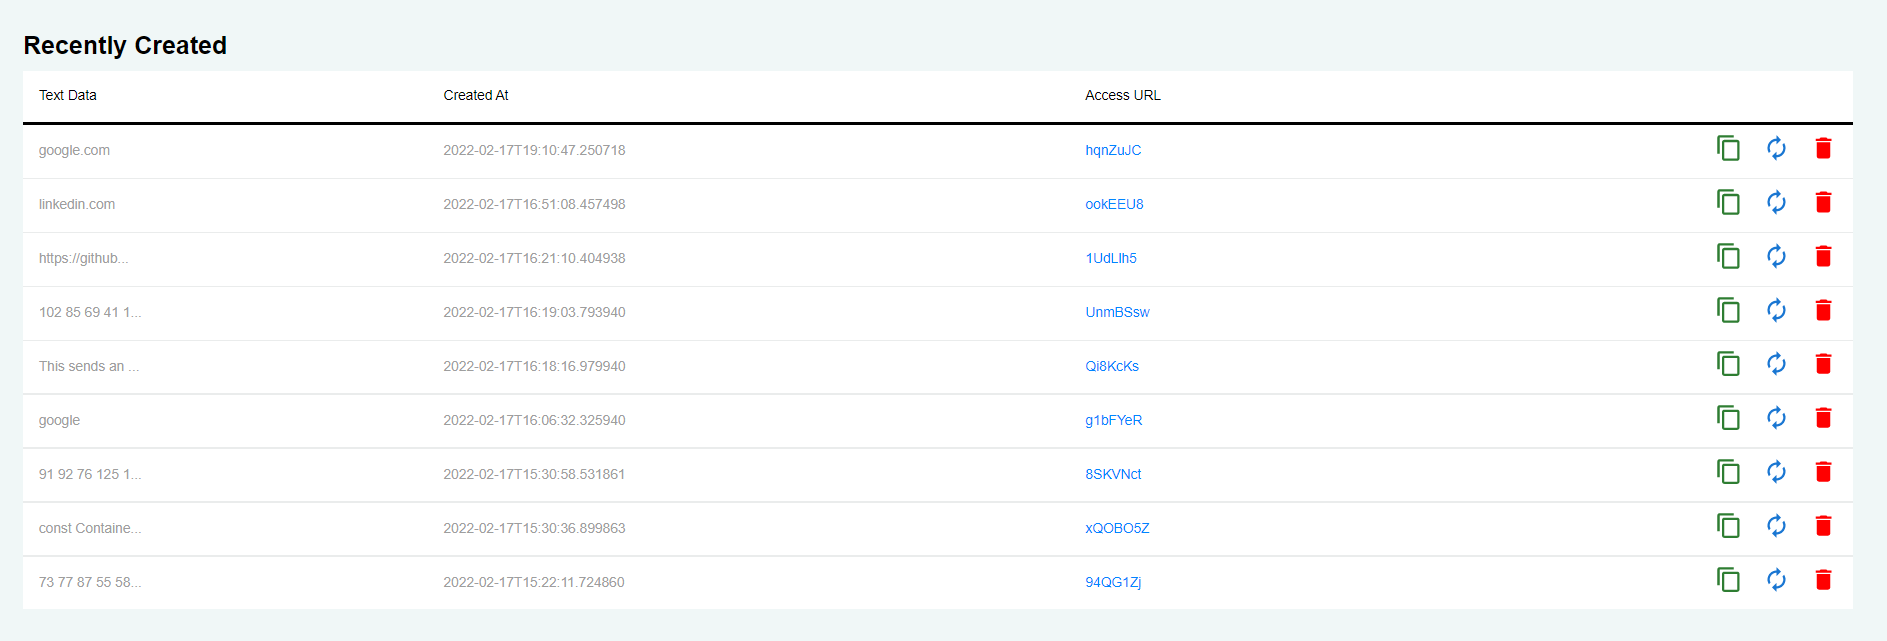 Recently Created
Text Data Created At Access URL
google.com 2022-02-17T19:10:47.250718 hqnZuJC
linkedin.com 2022-02-17T16:51:08.457498 ookEEU8
https://github... 2022-02-17T16:21:10.404938 1UdLIh5
102 85 69 41 1... 2022-02-17T16:19:03.793940 UnmBSsw
This sends an ... 2022-02-17T16:18:16.979940 Qi8KcKs
google 2022-02-17T16:06:32.325940 g1bFYeR
91 92 76 125 1... 2022-02-17T15:30:58.531861 8SKVNct
const Containe... 2022-02-17T15:30:36.899863 xQOBO5Z
73 77 87 55 58... 2022-02-17T15:22:11.724860 94QG1Zj